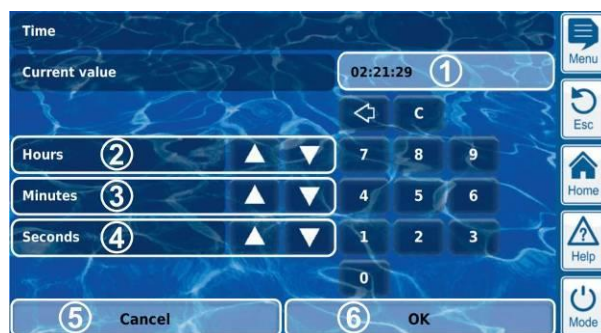 Time
Current value 02:21:29 1
Menu
C
Esc
Hours 2 7 8 9
Minutes 3 4 5 6
Home
Seconds 4 1 2 3
Help
0
5 Cancel 6 OK
Mode